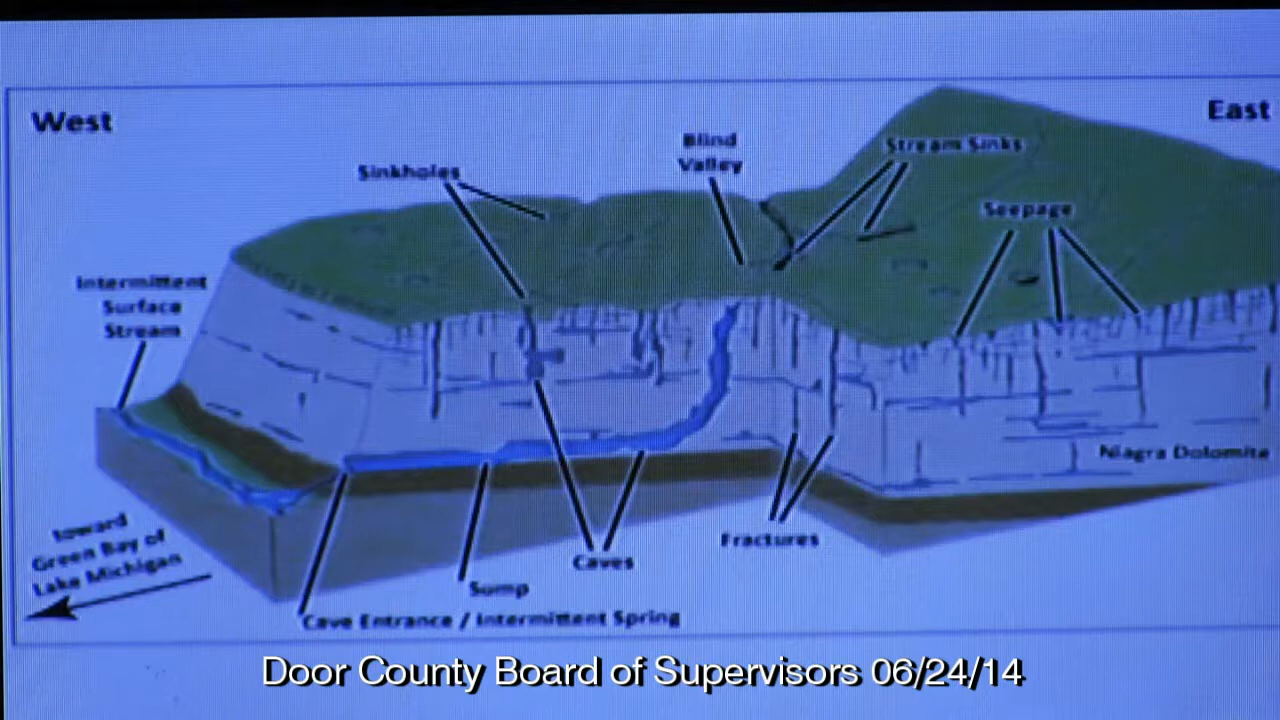 West
East
Blind
Valley
Stream Sinks
Sinkholes
Seepage
Intermittent
Surface
Stream
Niagra Dolomite
toward
Green Bay of
Lake Michigan
Fractures
Caves
Sump
Cave Entrance / Intermittent Spring
Door County Board of Supervisors 06/24/14